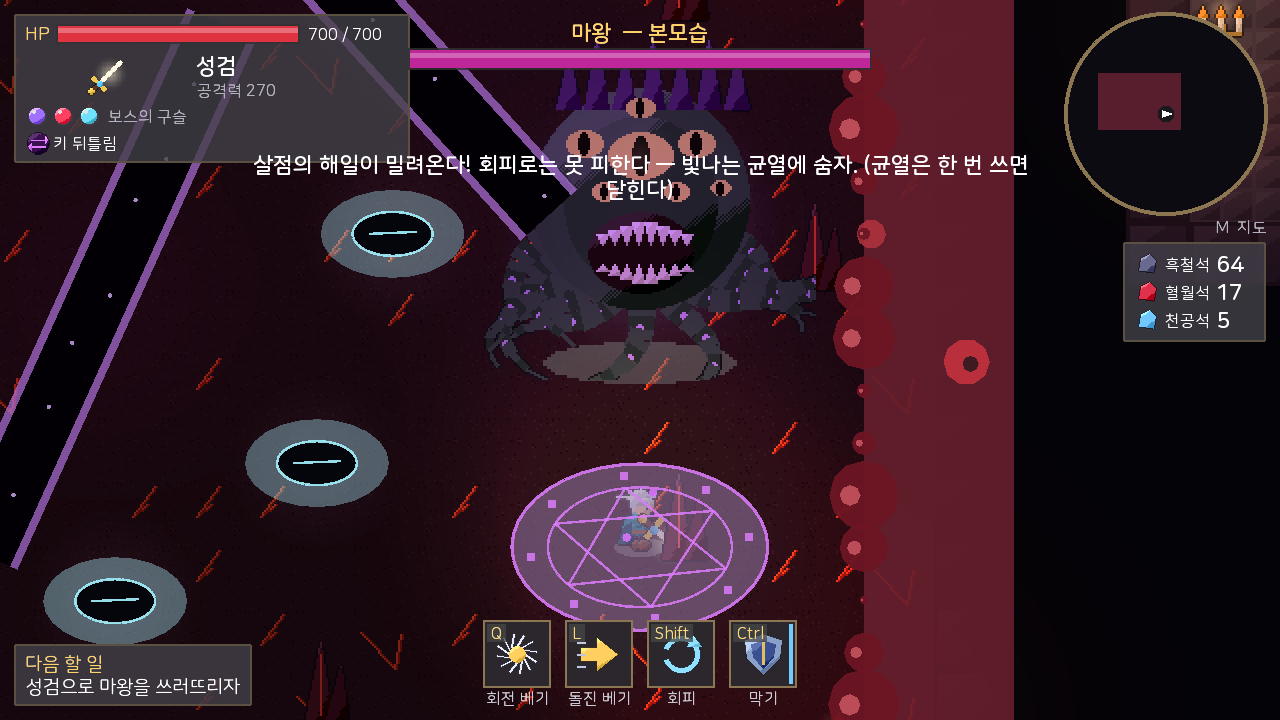 HP 700 / 700
성검
공격력 270
보스의 구슬
키 뒤틀림
마왕 — 본모습
살점의 해일이 밀려온다! 회피로는 못 피한다 — 빛나는 균열에 숨자. (균열은 한 번 쓰면
닫힌다)
M 지도
흑철석 64
혈월석 17
천공석 5
다음 할 일
성검으로 마왕을 쓰러뜨리자
Q
L
Shift
Ctrl
회전 베기
돌진 베기
회피
막기